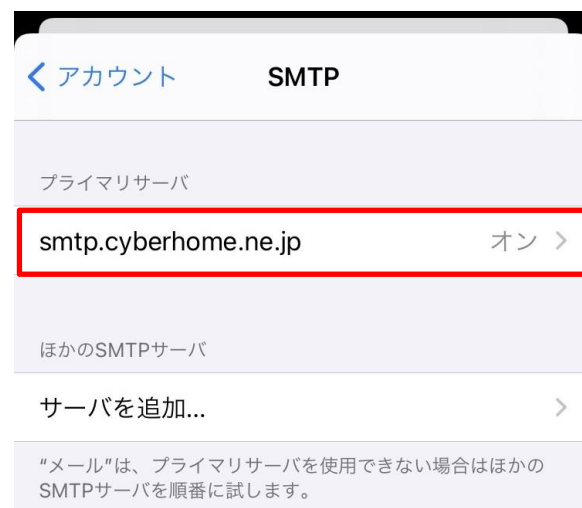 アカウント SMTP
プライマリサーバ
smtp.cyberhome.ne.jp オン
ほかのSMTPサーバ
サーバを追加...
“メール”は、プライマリサーバを使用できない場合はほかの
SMTPサーバを順番に試します。